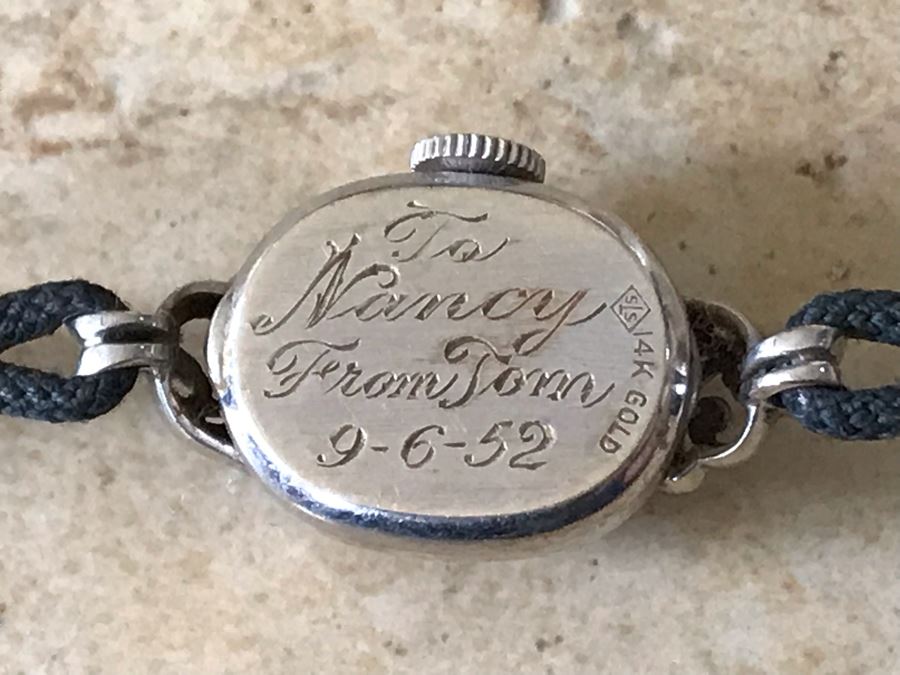 To
Nancy
From Tom
9-6-52
14K GOLD